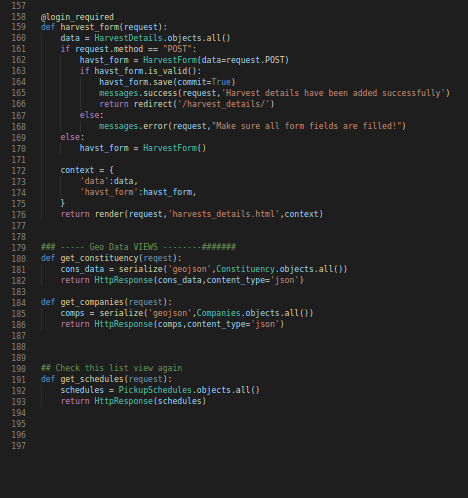 157
158 @login_required
159 def harvest_form(request):
160     data = HarvestDetails.objects.all()
161     if request.method == "POST":
162         havst_form = HarvestForm(data=request.POST)
163         if havst_form.is_valid():
164             havst_form.save(commit=True)
165             messages.success(request,'Harvest details have been added successfully')
166             return redirect('/harvest_details/')
167         else:
168             messages.error(request,"Make sure all form fields are filled!")
169     else:
170         havst_form = HarvestForm()
171
172     context = {
173         'data':data,
174         'havst_form':havst_form,
175     }
176     return render(request,'harvests_details.html',context)
177
178
179 ### ----- Geo Data VIEWS --------#######
180 def get_constituency(reqest):
181     cons_data = serialize('geojson',Constituency.objects.all())
182     return HttpResponse(cons_data,content_type='json')
183
184 def get_companies(request):
185     comps = serialize('geojson',Companies.objects.all())
186     return HttpResponse(comps,content_type='json')
187
188
189
190 ## Check this list view again
191 def get_schedules(request):
192     schedules = PickupSchedules.objects.all()
193     return HttpResponse(schedules)
194
195
196
197